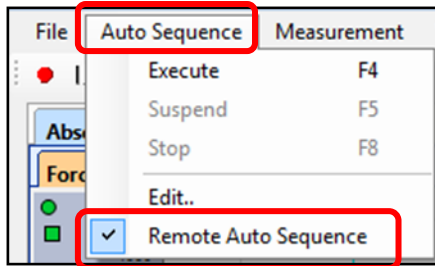 File Auto Sequence Measurement
Execute F4
Suspend F5
Stop F8
Edit..
Remote Auto Sequence